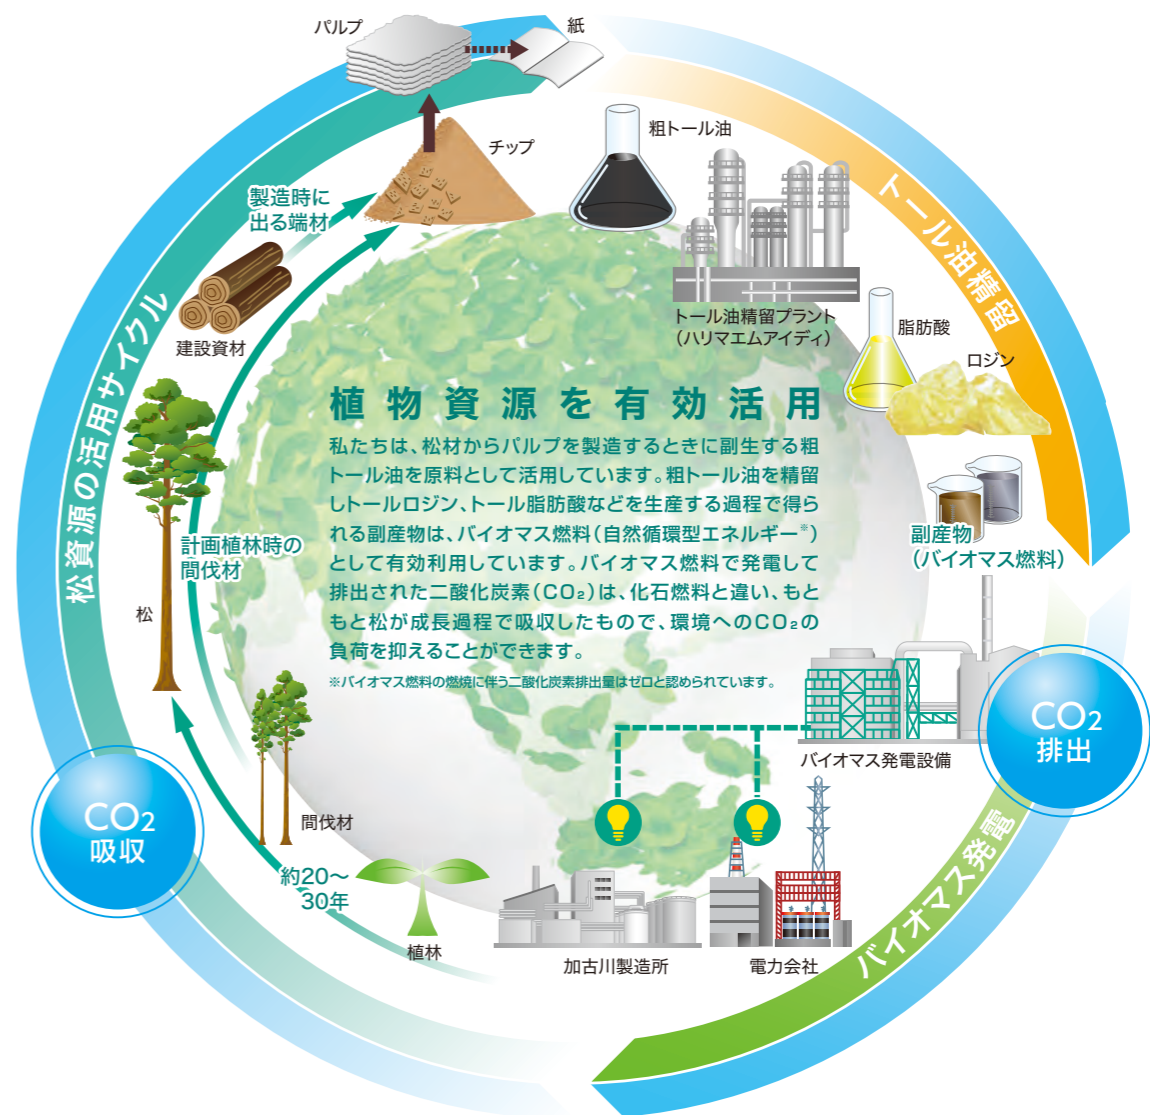 パルプ
紙
チップ
粗トール油
製造時に
出る端材
建設資材
トール油精留プラント
(ハリマエムアイディ)
トール油精留
脂肪酸
ロジン
松資源の活用サイクル
植物資源を有効活用
私たちは、松材からパルプを製造するときに副生する粗
トール油を原料として活用しています。粗トール油を精留
しトールロジン、トール脂肪酸などを生産する過程で得ら
れる副産物は、バイオマス燃料(自然循環型エネルギー※)
として有効利用しています。バイオマス燃料で発電して
排出された二酸化炭素(CO₂)は、化石燃料と違い、もと
もと松が成長過程で吸収したもので、環境へのCO₂の
負荷を抑えることができます。
※バイオマス燃料の燃焼に伴う二酸化炭素排出量はゼロと認められています。
副産物
(バイオマス燃料)
計画植林時の
間伐材
松
CO₂
排出
バイオマス発電設備
バイオマス発電
CO₂
吸収
間伐材
約20〜
30年
植林
加古川製造所
電力会社